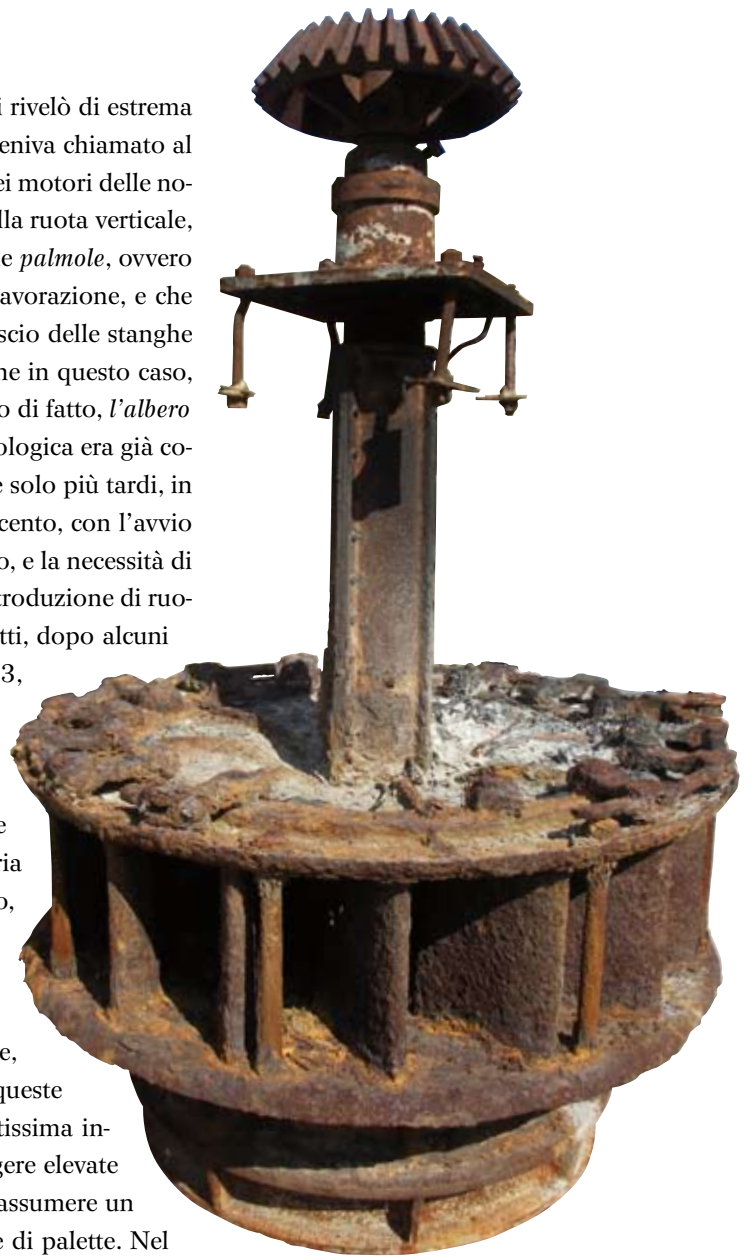 i rivelò di estrema
eniva chiamato al
ei motori delle no-
lla ruota verticale,
le palmole, ovvero
avorazione, e che
scio delle stanghe
ne in questo caso,
o di fatto, l'albero
ologica era già co-
e solo più tardi, in
cento, con l'avvio
o, e la necessità di
troduzione di ruo-
tti, dopo alcuni
3,
e
ria
o,
e,
queste
tissima in-
gere elevate
assumere un
e di palette. Nel